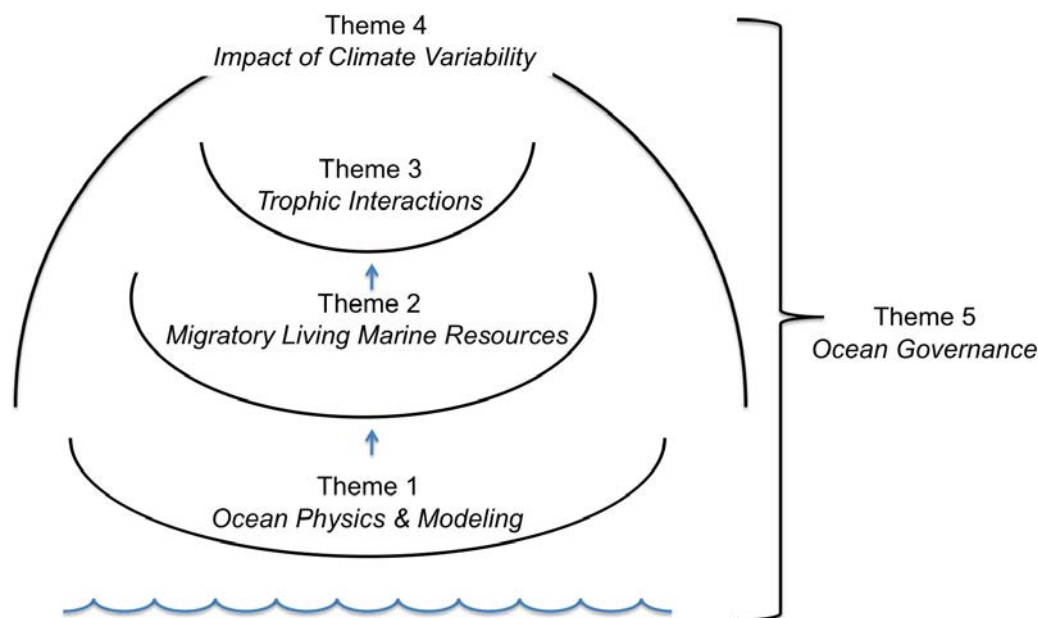 Theme 4
Impact of Climate Variability
Theme 3
Trophic Interactions
Theme 2
Migratory Living Marine Resources
Theme 5
Ocean Governance
Theme 1
Ocean Physics & Modeling